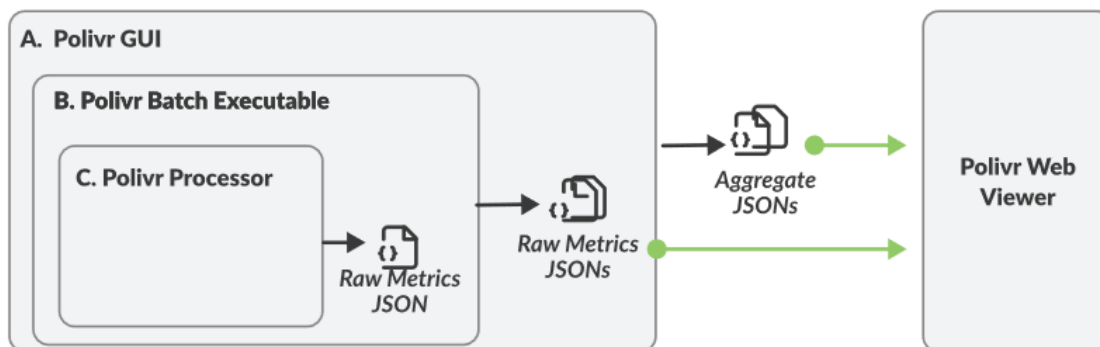 A. Polivr GUI
B. Polivr Batch Executable
C. Polivr Processor
{}
Raw Metrics
JSON
{}
Raw Metrics
JSONs
{}
Aggregate
JSONs
Polivr Web
Viewer